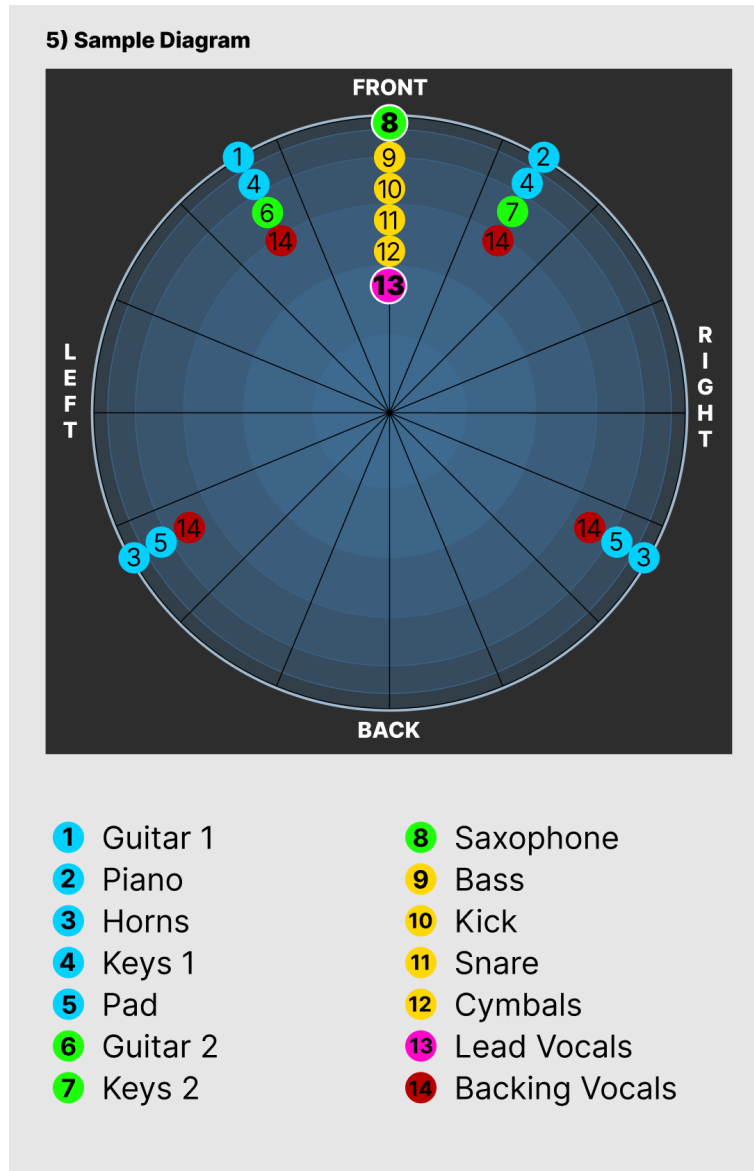 5) Sample Diagram
FRONT
8
1
9
2
4
10
4
6
11
7
14
12
14
13
LEFT
RIGHT
14
14
5
5
3
3
BACK
1 Guitar 1
2 Piano
3 Horns
4 Keys 1
5 Pad
6 Guitar 2
7 Keys 2
8 Saxophone
9 Bass
10 Kick
11 Snare
12 Cymbals
13 Lead Vocals
14 Backing Vocals